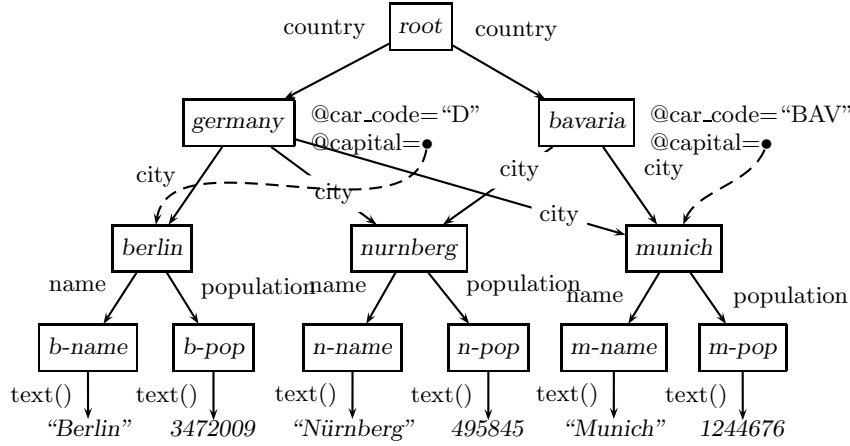 root
country country
germany @car_code=“D” bavaria @car_code=“BAV”
@capital= @capital=
city city city city city
berlin nurnberg munich
name population name population name population
b-name b-pop n-name n-pop m-name m-pop
text() text() text() text() text() text()
“Berlin” 3472009 “Nürnberg” 495845 “Munich” 1244676